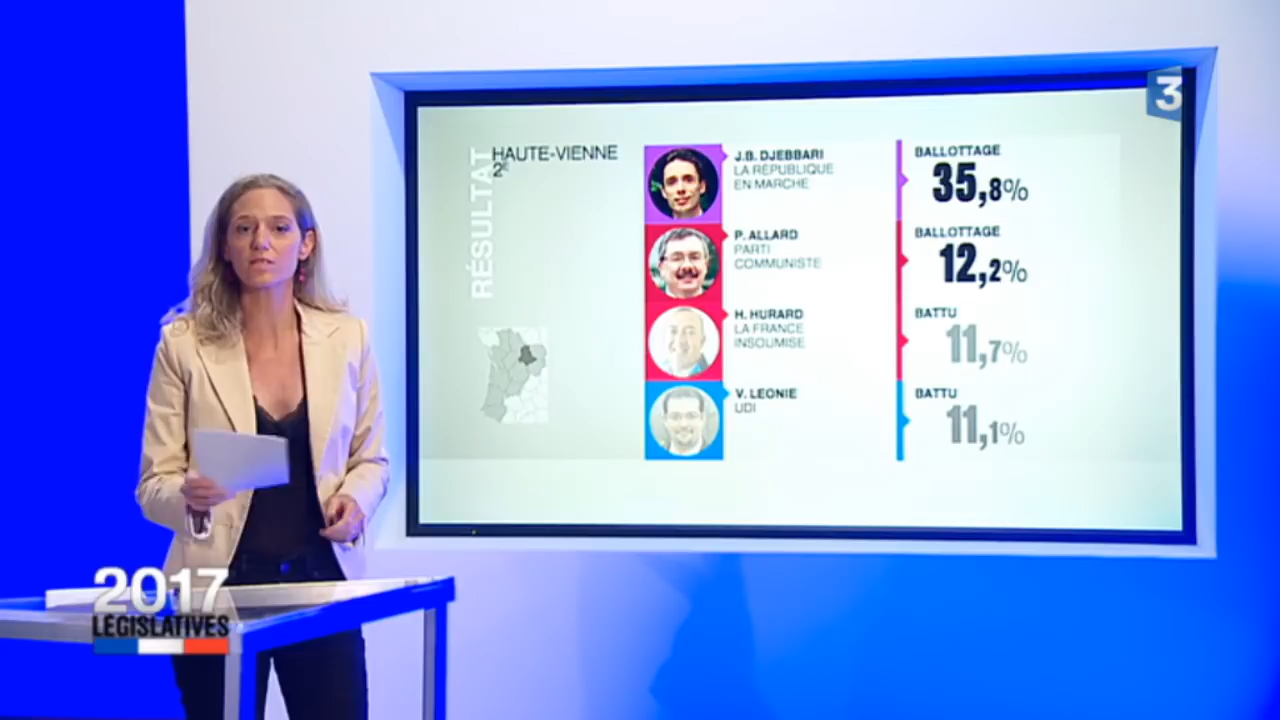 3
RÉSULTAT
HAUTE-VIENNE
2E
J.B. DJEBBARI
LA RÉPUBLIQUE
EN MARCHE
BALLOTTAGE
35,8%
P. ALLARD
PARTI
COMMUNISTE
BALLOTTAGE
12,2%
H. HURARD
LA FRANCE
INSOUMISE
BATTU
11,7%
V. LEONIE
UDI
BATTU
11,1%
2017
LÉGISLATIVES